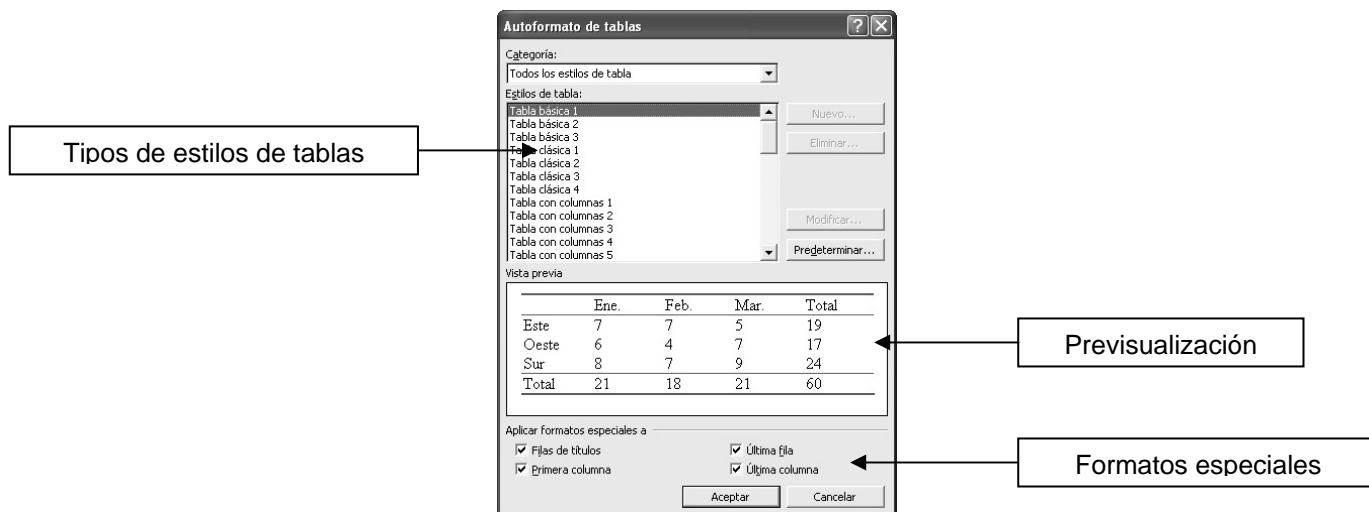 Autoformato de tablas
Categoría:
Todos los estilos de tabla
Estilos de tabla:
Tabla básica 1
Tabla básica 2
Tabla básica 3
Tabla clásica 1
Tabla clásica 2
Tabla clásica 3
Tabla clásica 4
Tabla con columnas 1
Tabla con columnas 2
Tabla con columnas 3
Tabla con columnas 4
Tabla con columnas 5
Nuevo...
Eliminar...
Modificar...
Predeterminar...
Tipos de estilos de tablas
Vista previa
Ene. Feb. Mar. Total
Este 7 7 5 19
Oeste 6 4 7 17
Sur 8 7 9 24
Total 21 18 21 60
Previsualización
Aplicar formatos especiales a
Filas de títulos Última fila
Primera columna Última columna
Formatos especiales
Aceptar Cancelar